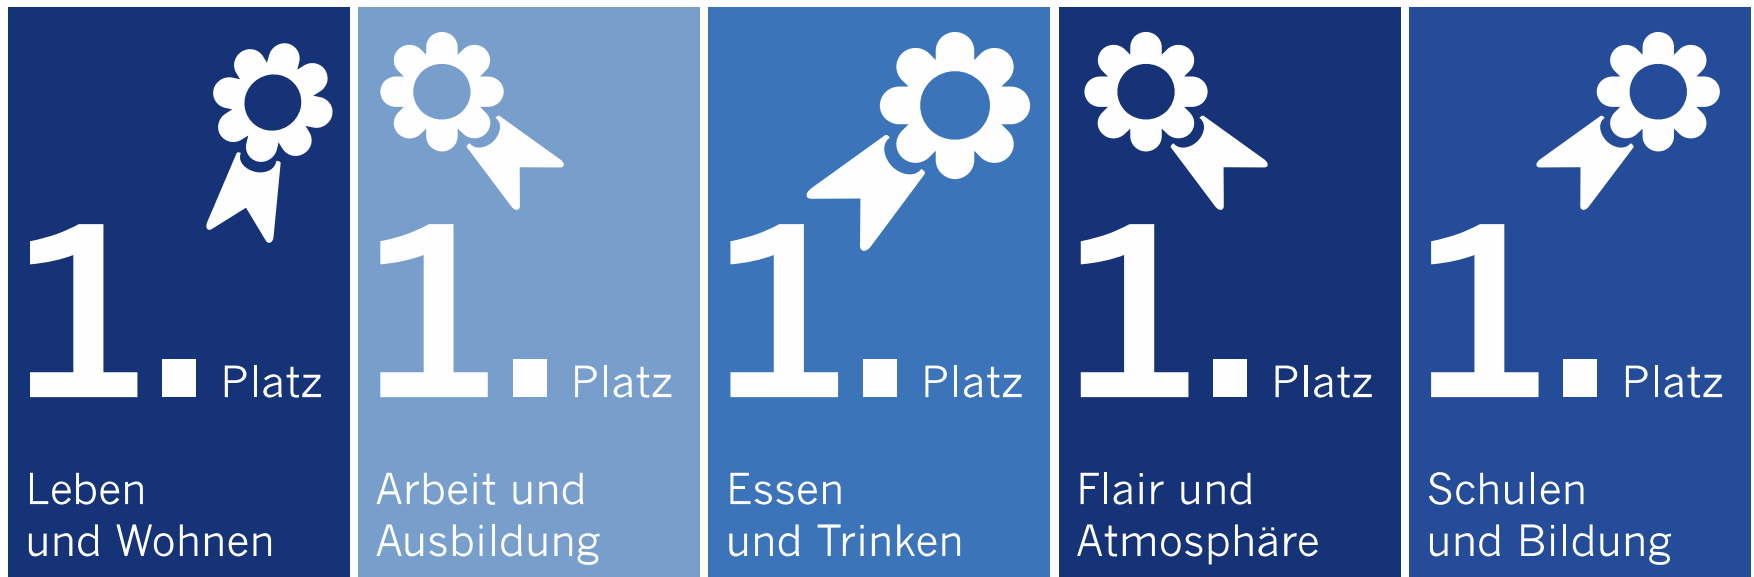 1. Platz
Leben
und Wohnen
1. Platz
Arbeit und
Ausbildung
1. Platz
Essen
und Trinken
1. Platz
Flair und
Atmosphäre
1. Platz
Schulen
und Bildung